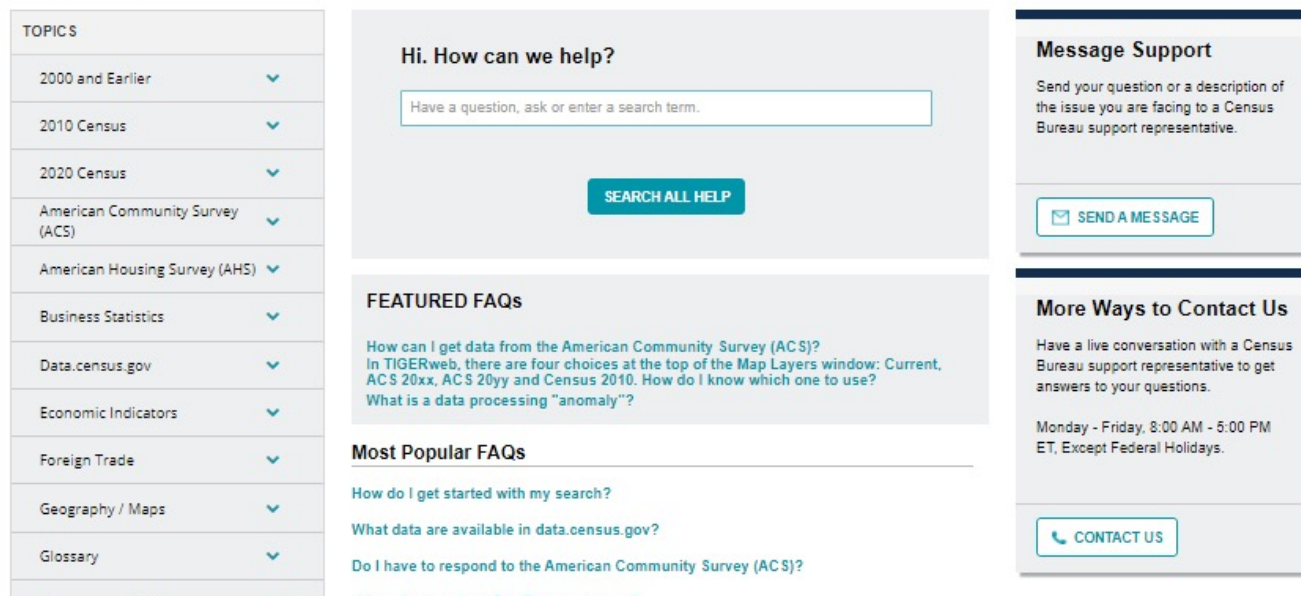 TOPICS
2000 and Earlier
2010 Census
2020 Census
American Community Survey
(ACS)
American Housing Survey (AHS)
Business Statistics
Data.census.gov
Economic Indicators
Foreign Trade
Geography / Maps
Glossary
Hi. How can we help?
Have a question, ask or enter a search term.
SEARCH ALL HELP
FEATURED FAQs
How can I get data from the American Community Survey (ACS)?
In TIGERweb, there are four choices at the top of the Map Layers window: Current,
ACS 20xx, ACS 20yy and Census 2010. How do I know which one to use?
What is a data processing "anomaly"?
Most Popular FAQs
How do I get started with my search?
What data are available in data.census.gov?
Do I have to respond to the American Community Survey (ACS)?
Message Support
Send your question or a description of
the issue you are facing to a Census
Bureau support representative.
SEND A MESSAGE
More Ways to Contact Us
Have a live conversation with a Census
Bureau support representative to get
answers to your questions.
Monday - Friday, 8:00 AM - 5:00 PM
ET, Except Federal Holidays.
CONTACT US